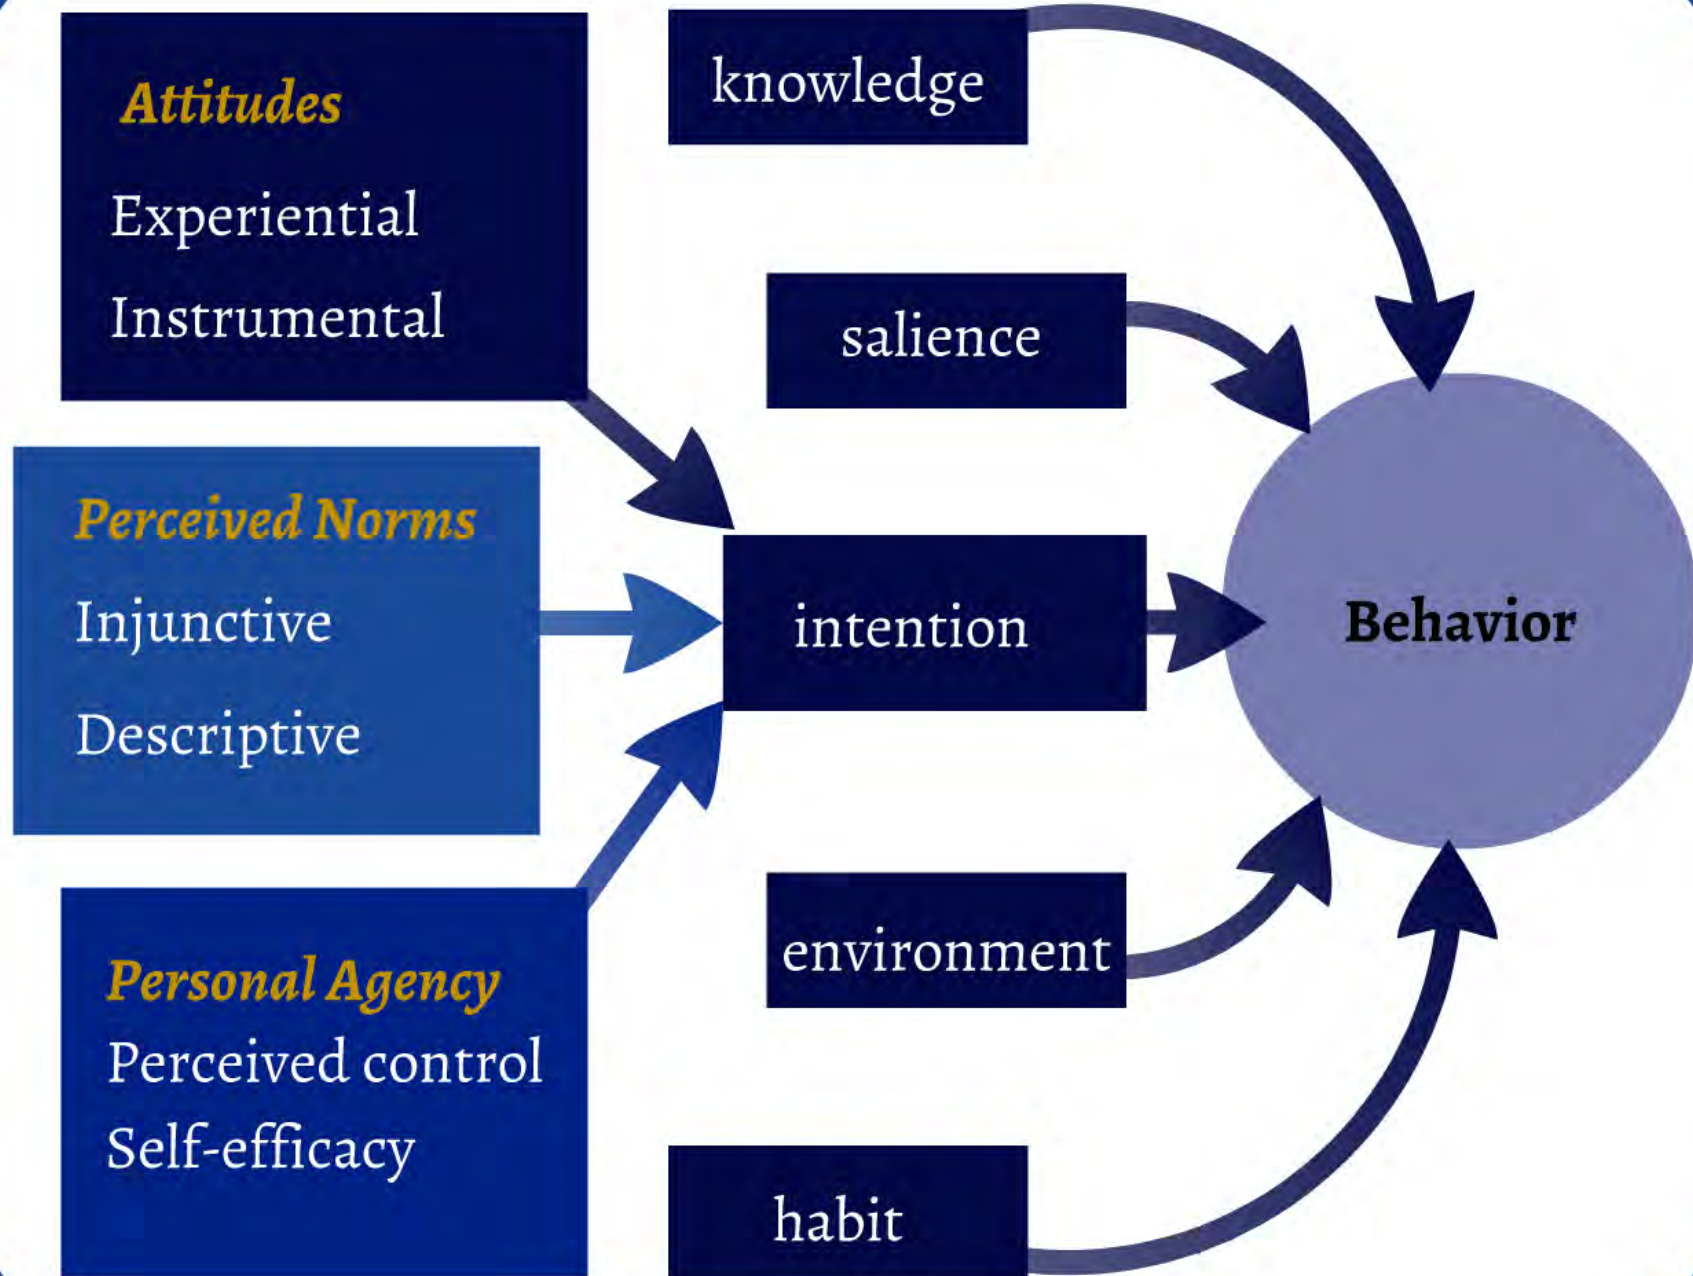 Attitudes
Experiential
Instrumental
Perceived Norms
Injunctive
Descriptive
Personal Agency
Perceived control
Self-efficacy
knowledge
salience
intention
environment
habit
Behavior